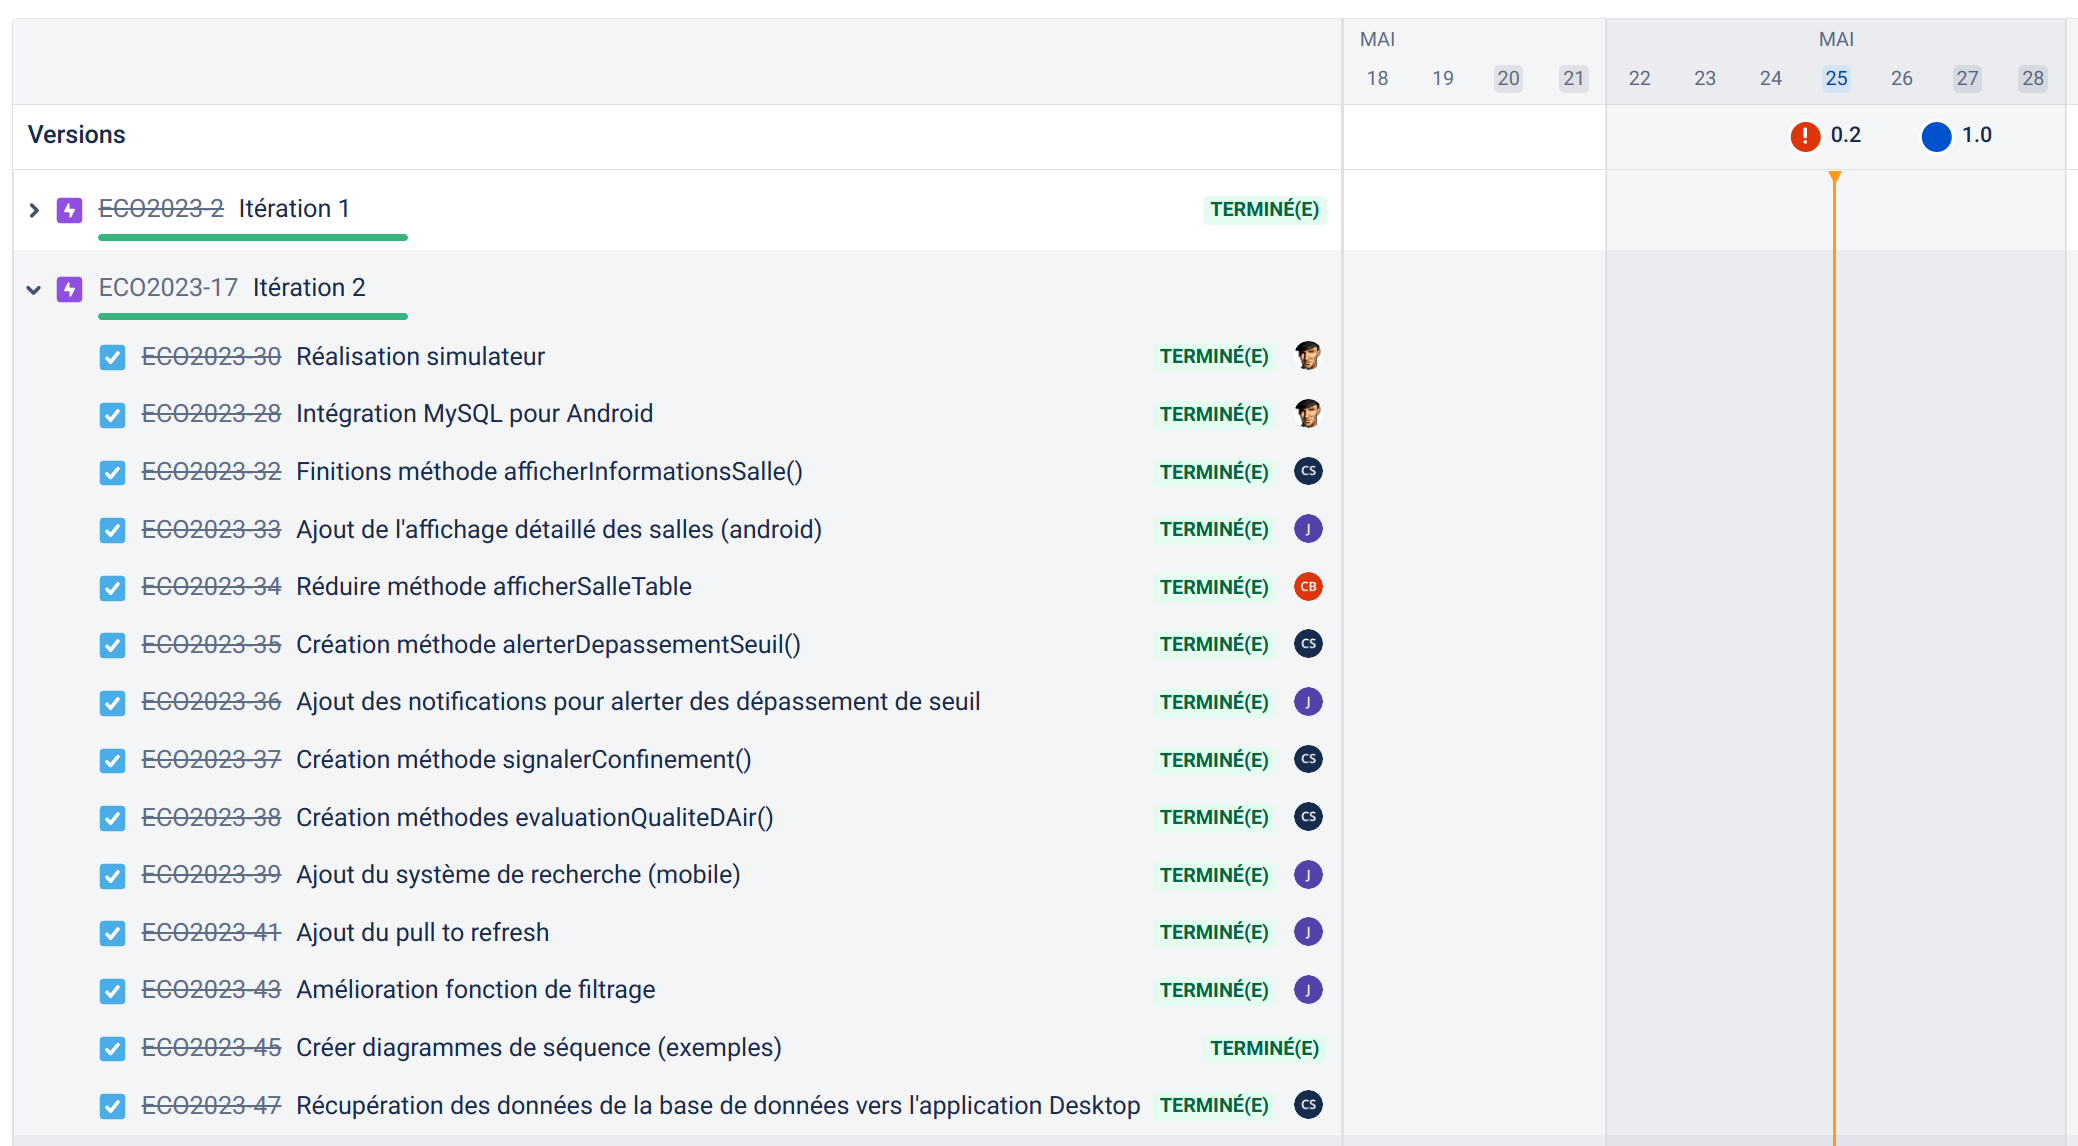 MAI MAI
18 19 20 21 22 23 24 25 26 27 28
Versions ! 0.2 1.0
ECO2023-2 Itération 1 TERMINÉ(E)
ECO2023-17 Itération 2
ECO2023-30 Réalisation simulateur TERMINÉ(E)
ECO2023-28 Intégration MySQL pour Android TERMINÉ(E)
ECO2023-32 Finitions méthode afficherInformationsSalle() TERMINÉ(E) CS
ECO2023-33 Ajout de l'affichage détaillé des salles (android) TERMINÉ(E) J
ECO2023-34 Réduire méthode afficherSalleTable TERMINÉ(E) CB
ECO2023-35 Création méthode alerterDepassementSeuil() TERMINÉ(E) CS
ECO2023-36 Ajout des notifications pour alerter des dépassement de seuil TERMINÉ(E) J
ECO2023-37 Création méthode signalerConfinement() TERMINÉ(E) CS
ECO2023-38 Création méthodes evaluationQualiteDAir() TERMINÉ(E) CS
ECO2023-39 Ajout du système de recherche (mobile) TERMINÉ(E) J
ECO2023-41 Ajout du pull to refresh TERMINÉ(E) J
ECO2023-43 Amélioration fonction de filtrage TERMINÉ(E) J
ECO2023-45 Créer diagrammes de séquence (exemples) TERMINÉ(E)
ECO2023-47 Récupération des données de la base de données vers l'application Desktop TERMINÉ(E) CS